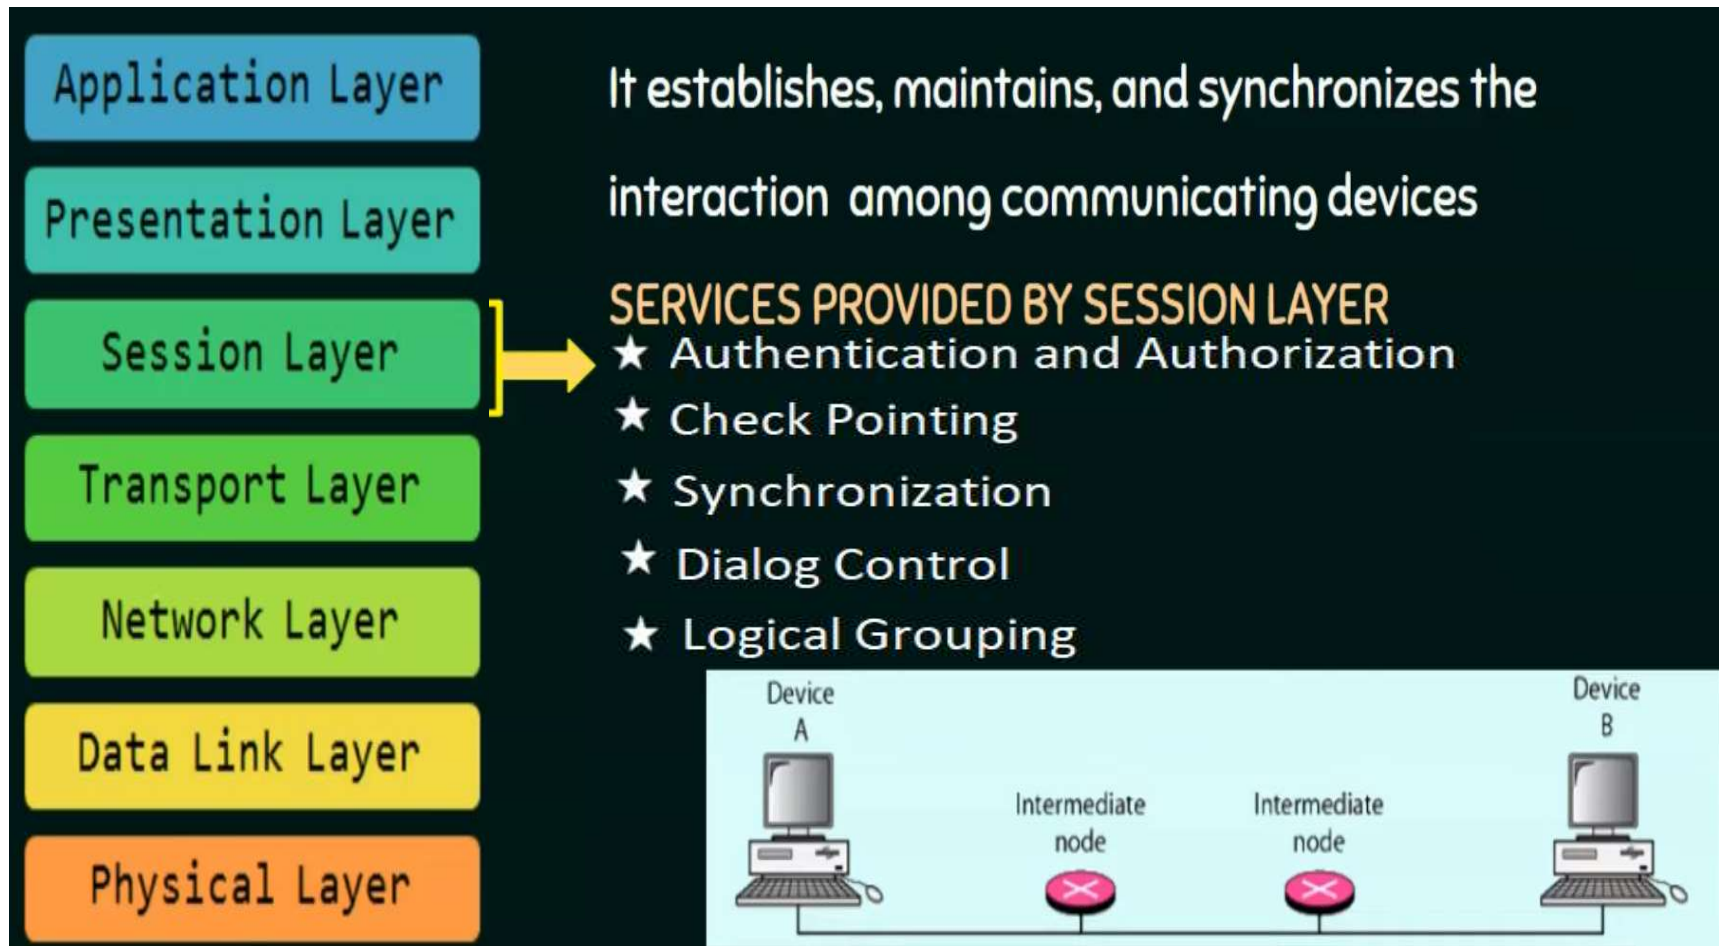 Application Layer
Presentation Layer
Session Layer
Transport Layer
Network Layer
Data Link Layer
Physical Layer
It establishes, maintains, and synchronizes the
interaction among communicating devices
SERVICES PROVIDED BY SESSION LAYER
★ Authentication and Authorization
★ Check Pointing
★ Synchronization
★ Dialog Control
★ Logical Grouping
Device
A
Intermediate
node
Intermediate
node
Device
B